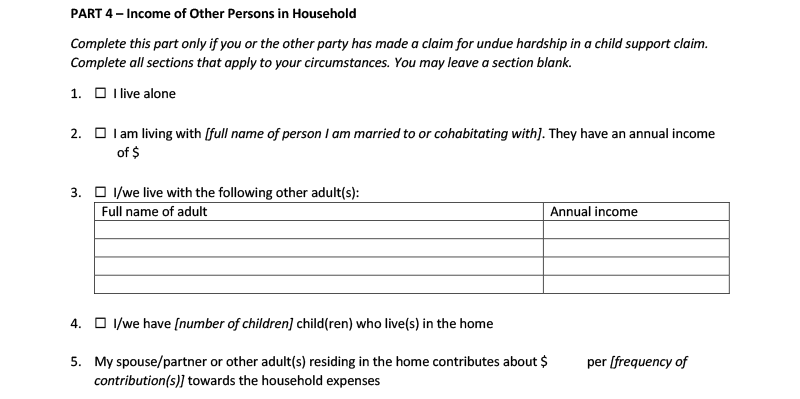 PART 4 – Income of Other Persons in Household
Complete this part only if you or the other party has made a claim for undue hardship in a child support claim.
Complete all sections that apply to your circumstances. You may leave a section blank.
1. ☐ I live alone
2. ☐ I am living with [full name of person I am married to or cohabitating with]. They have an annual income
of $
3. ☐ I/we live with the following other adult(s):
Full name of adult Annual income
4. ☐ I/we have [number of children] child(ren) who live(s) in the home
5. My spouse/partner or other adult(s) residing in the home contributes about $ per [frequency of
contribution(s)] towards the household expenses